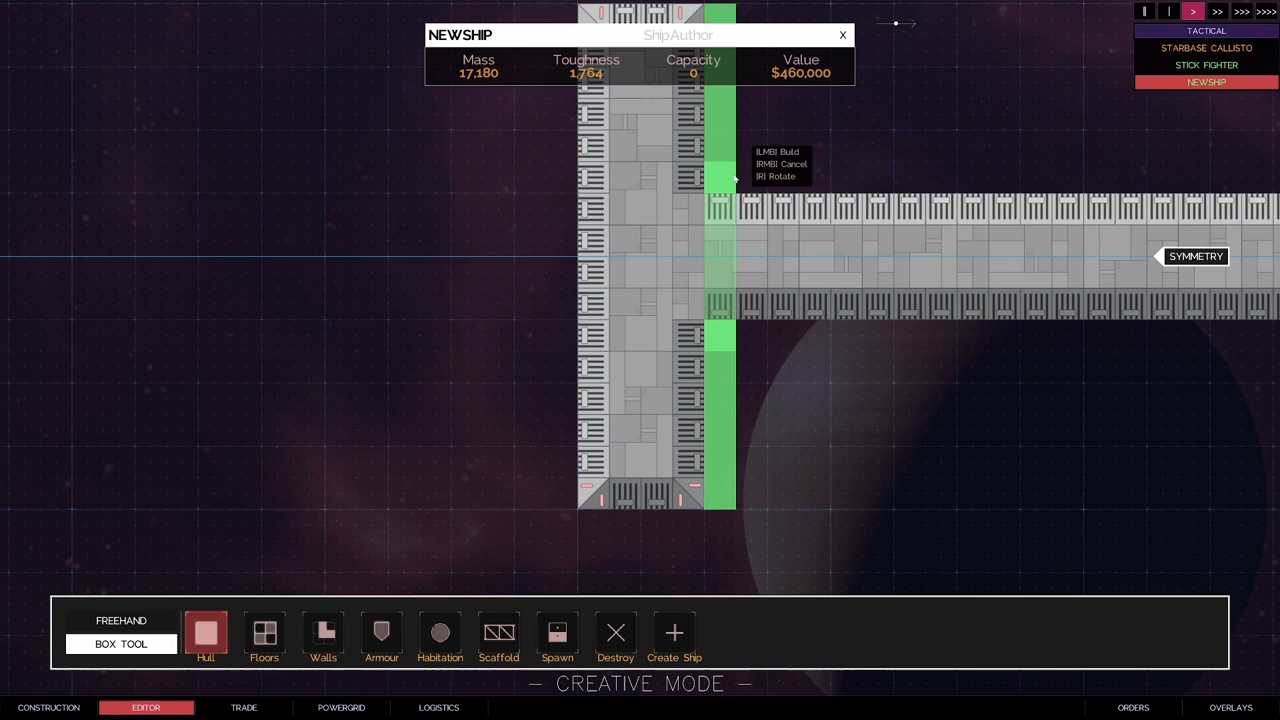 || | > >> >>> >>>>
TACTICAL
STARBASE CALLISTO
STICK FIGHTER
NEWSHIP
NEWSHIP ShipAuthor X
Mass Toughness Capacity Value
17,180 1,764 0 $460,000
[LMB] Build
[RMB] Cancel
[R] Rotate
SYMMETRY
FREEHAND
BOX TOOL
Hull Floors Walls Armour Habitation Scaffold Spawn Destroy Create Ship
— CREATIVE MODE —
CONSTRUCTION EDITOR TRADE POWERGRID LOGISTICS ORDERS OVERLAYS